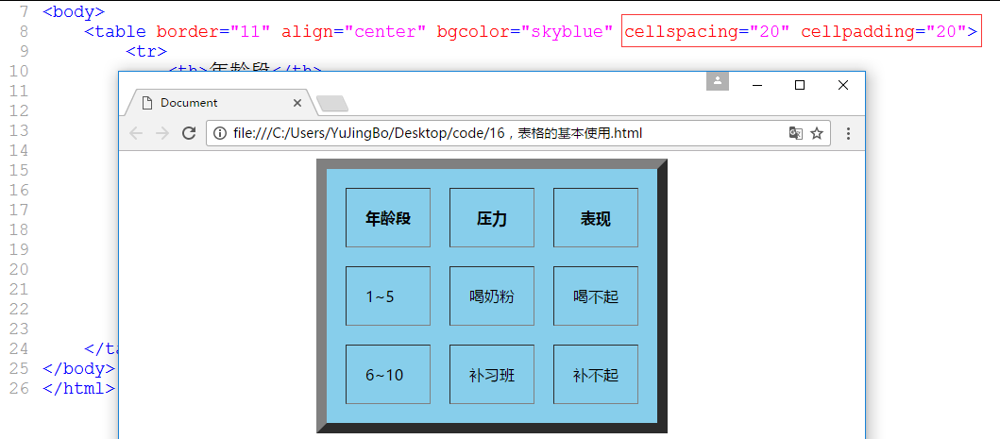 7 <body>
8 <table border="11" align="center" bgcolor="skyblue" cellspacing="20" cellpadding="20">
9 <tr>
10 <th>年龄段</th>
11
12
13
14
15
16
17
18
19
20
21
22
23
24 </ta
25 </body>
26 </html>
Document
file:///C:/Users/YuJingBo/Desktop/code/16，表格的基本使用.html
年龄段 压力 表现
1~5 喝奶粉 喝不起
6~10 补习班 补不起